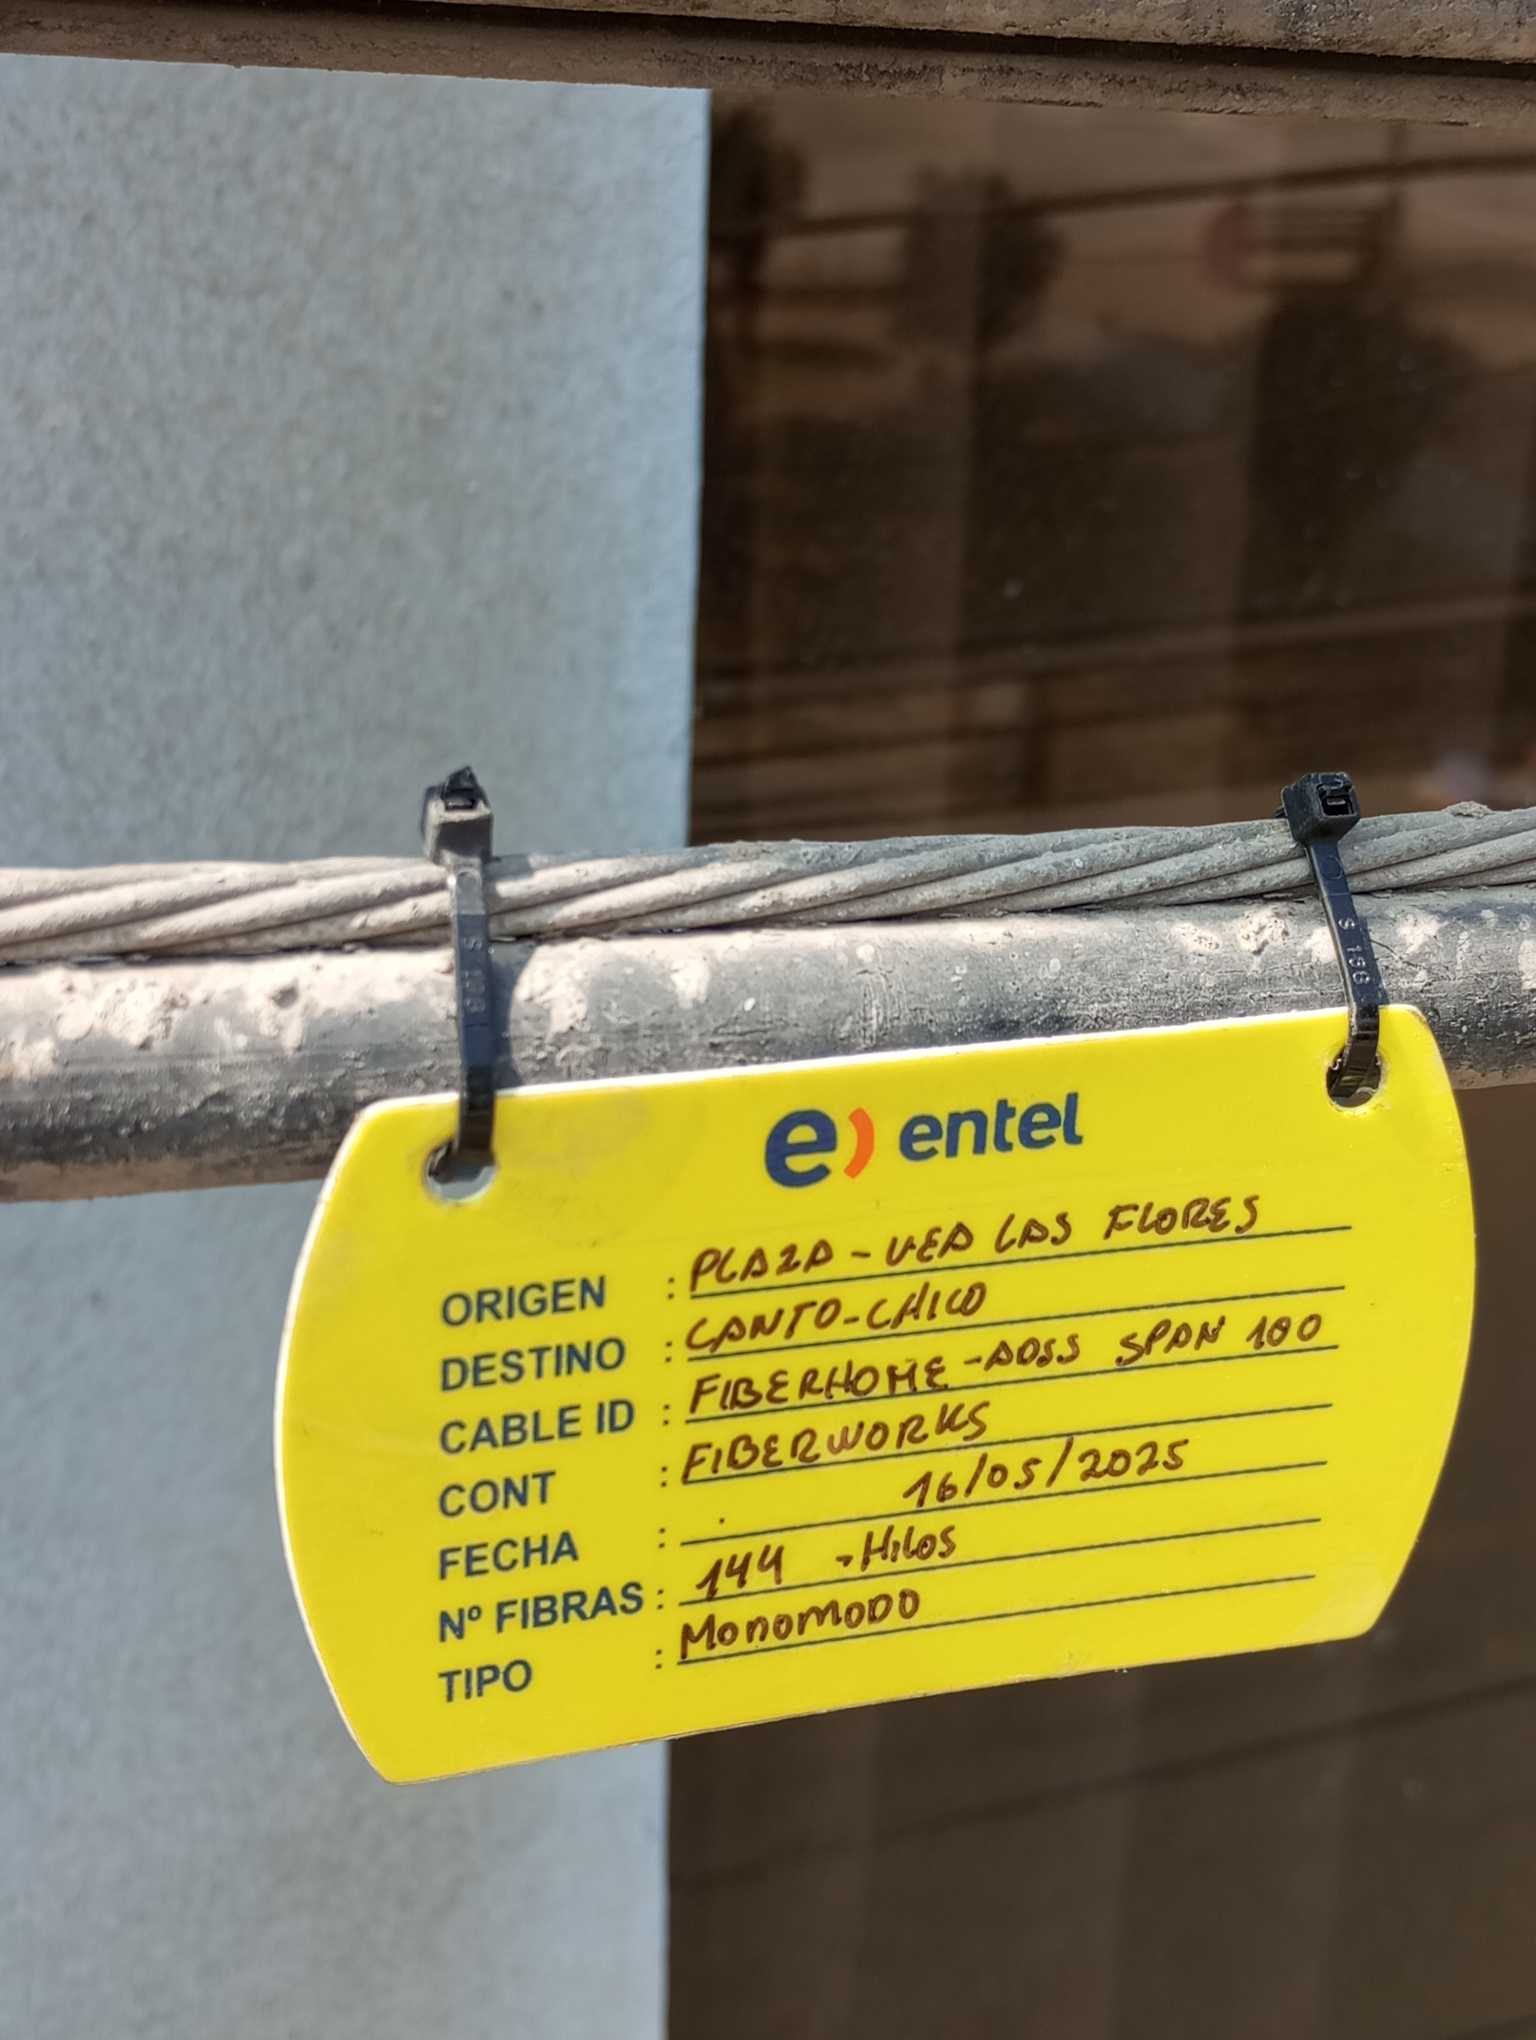 e) entel
ORIGEN : PLAZA - VEA LAS FLORES
DESTINO : CANTO-CHICO
CABLE ID : FIBERHOME - ADSS SPAN 100
CONT : FIBERWORKS
FECHA : 16/05/2025
Nº FIBRAS : 144 - Hilos
TIPO : MONOMODO